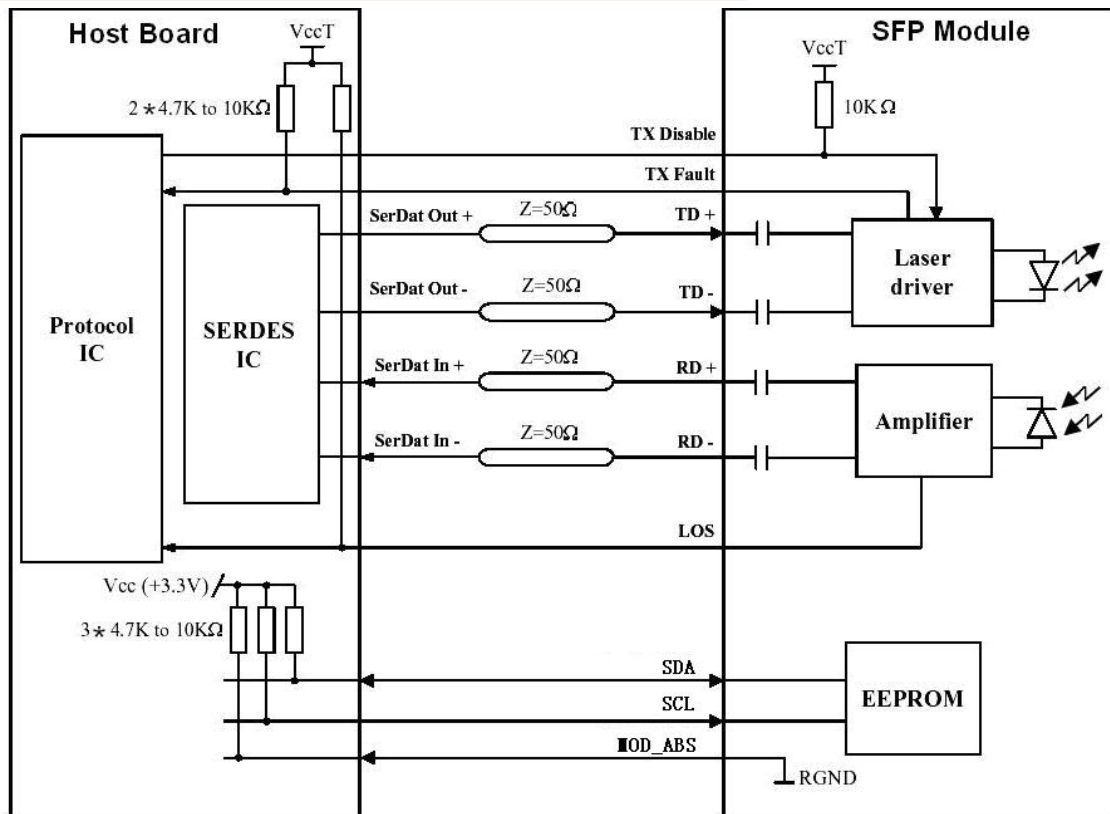 Host Board
SFP Module
VccT
VccT
2*4.7K to 10KΩ
10KΩ
TX Disable
TX Fault
SerDat Out +
Z=50Ω
TD +
SerDat Out -
Z=50Ω
TD -
Laser
driver
Protocol
IC
SERDES
IC
SerDat In +
Z=50Ω
RD +
SerDat In -
Z=50Ω
RD -
Amplifier
LOS
Vcc (+3.3V)
3*4.7K to 10KΩ
SDA
SCL
MOD_ABS
EEPROM
RGND